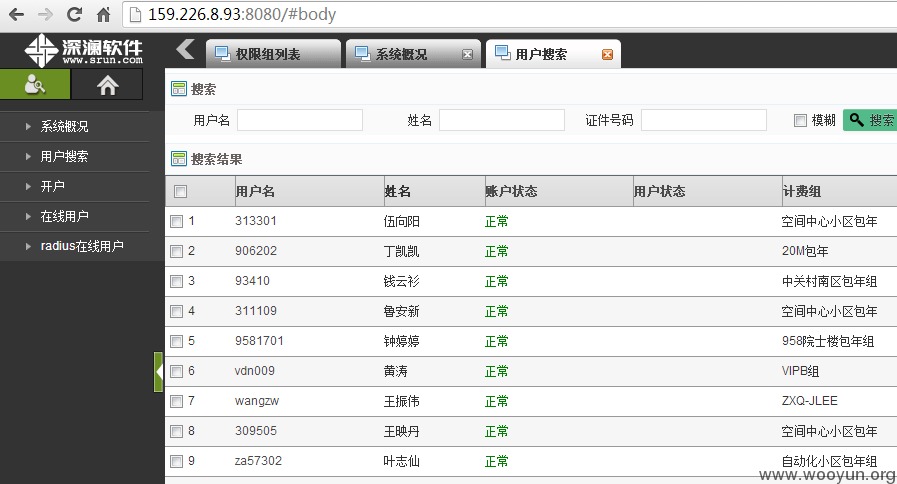 159.226.8.93:8080/#body
深澜软件
www.srun.com
权限组列表 系统概况 用户搜索
系统概况
用户搜索
开户
在线用户
radius在线用户
搜索
用户名 姓名 证件号码 模糊 搜索
搜索结果
用户名 姓名 账户状态 用户状态 计费组
1 313301 伍向阳 正常 空间中心小区包年
2 906202 丁凯凯 正常 20M包年
3 93410 钱云衫 正常 中关村南区包年组
4 311109 鲁安新 正常 空间中心小区包年
5 9581701 钟婷婷 正常 958院士楼包年组
6 vdn009 黄涛 正常 VIPB组
7 wangzw 王振伟 正常 ZXQ-JLEE
8 309505 王映丹 正常 空间中心小区包年
9 za57302 叶志仙 正常 自动化小区包年组
www.wooyun.org